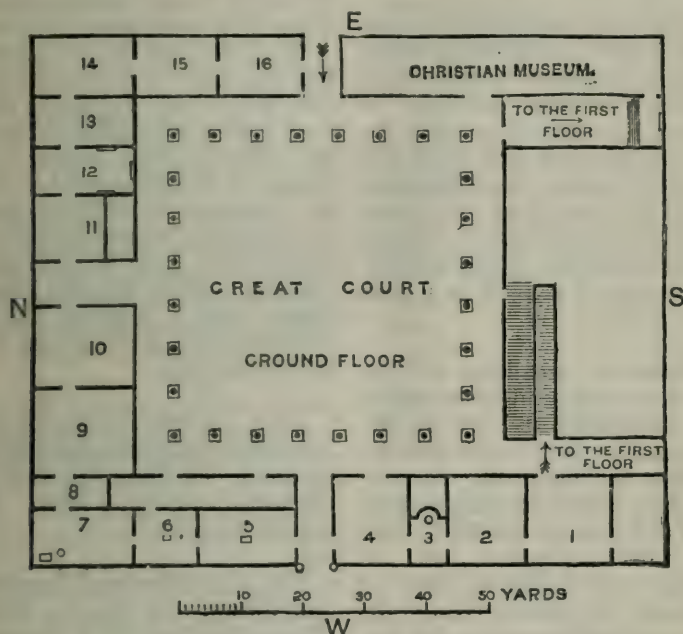 E
14 15 16
CHRISTIAN MUSEUM.
13
TO THE FIRST
FLOOR
12
11
GREAT COURT
N
S
10
GROUND FLOOR
9
TO THE FIRST
FLOOR
8
7 6 5 4 3 2 1
10 20 30 40 50 YARDS
W